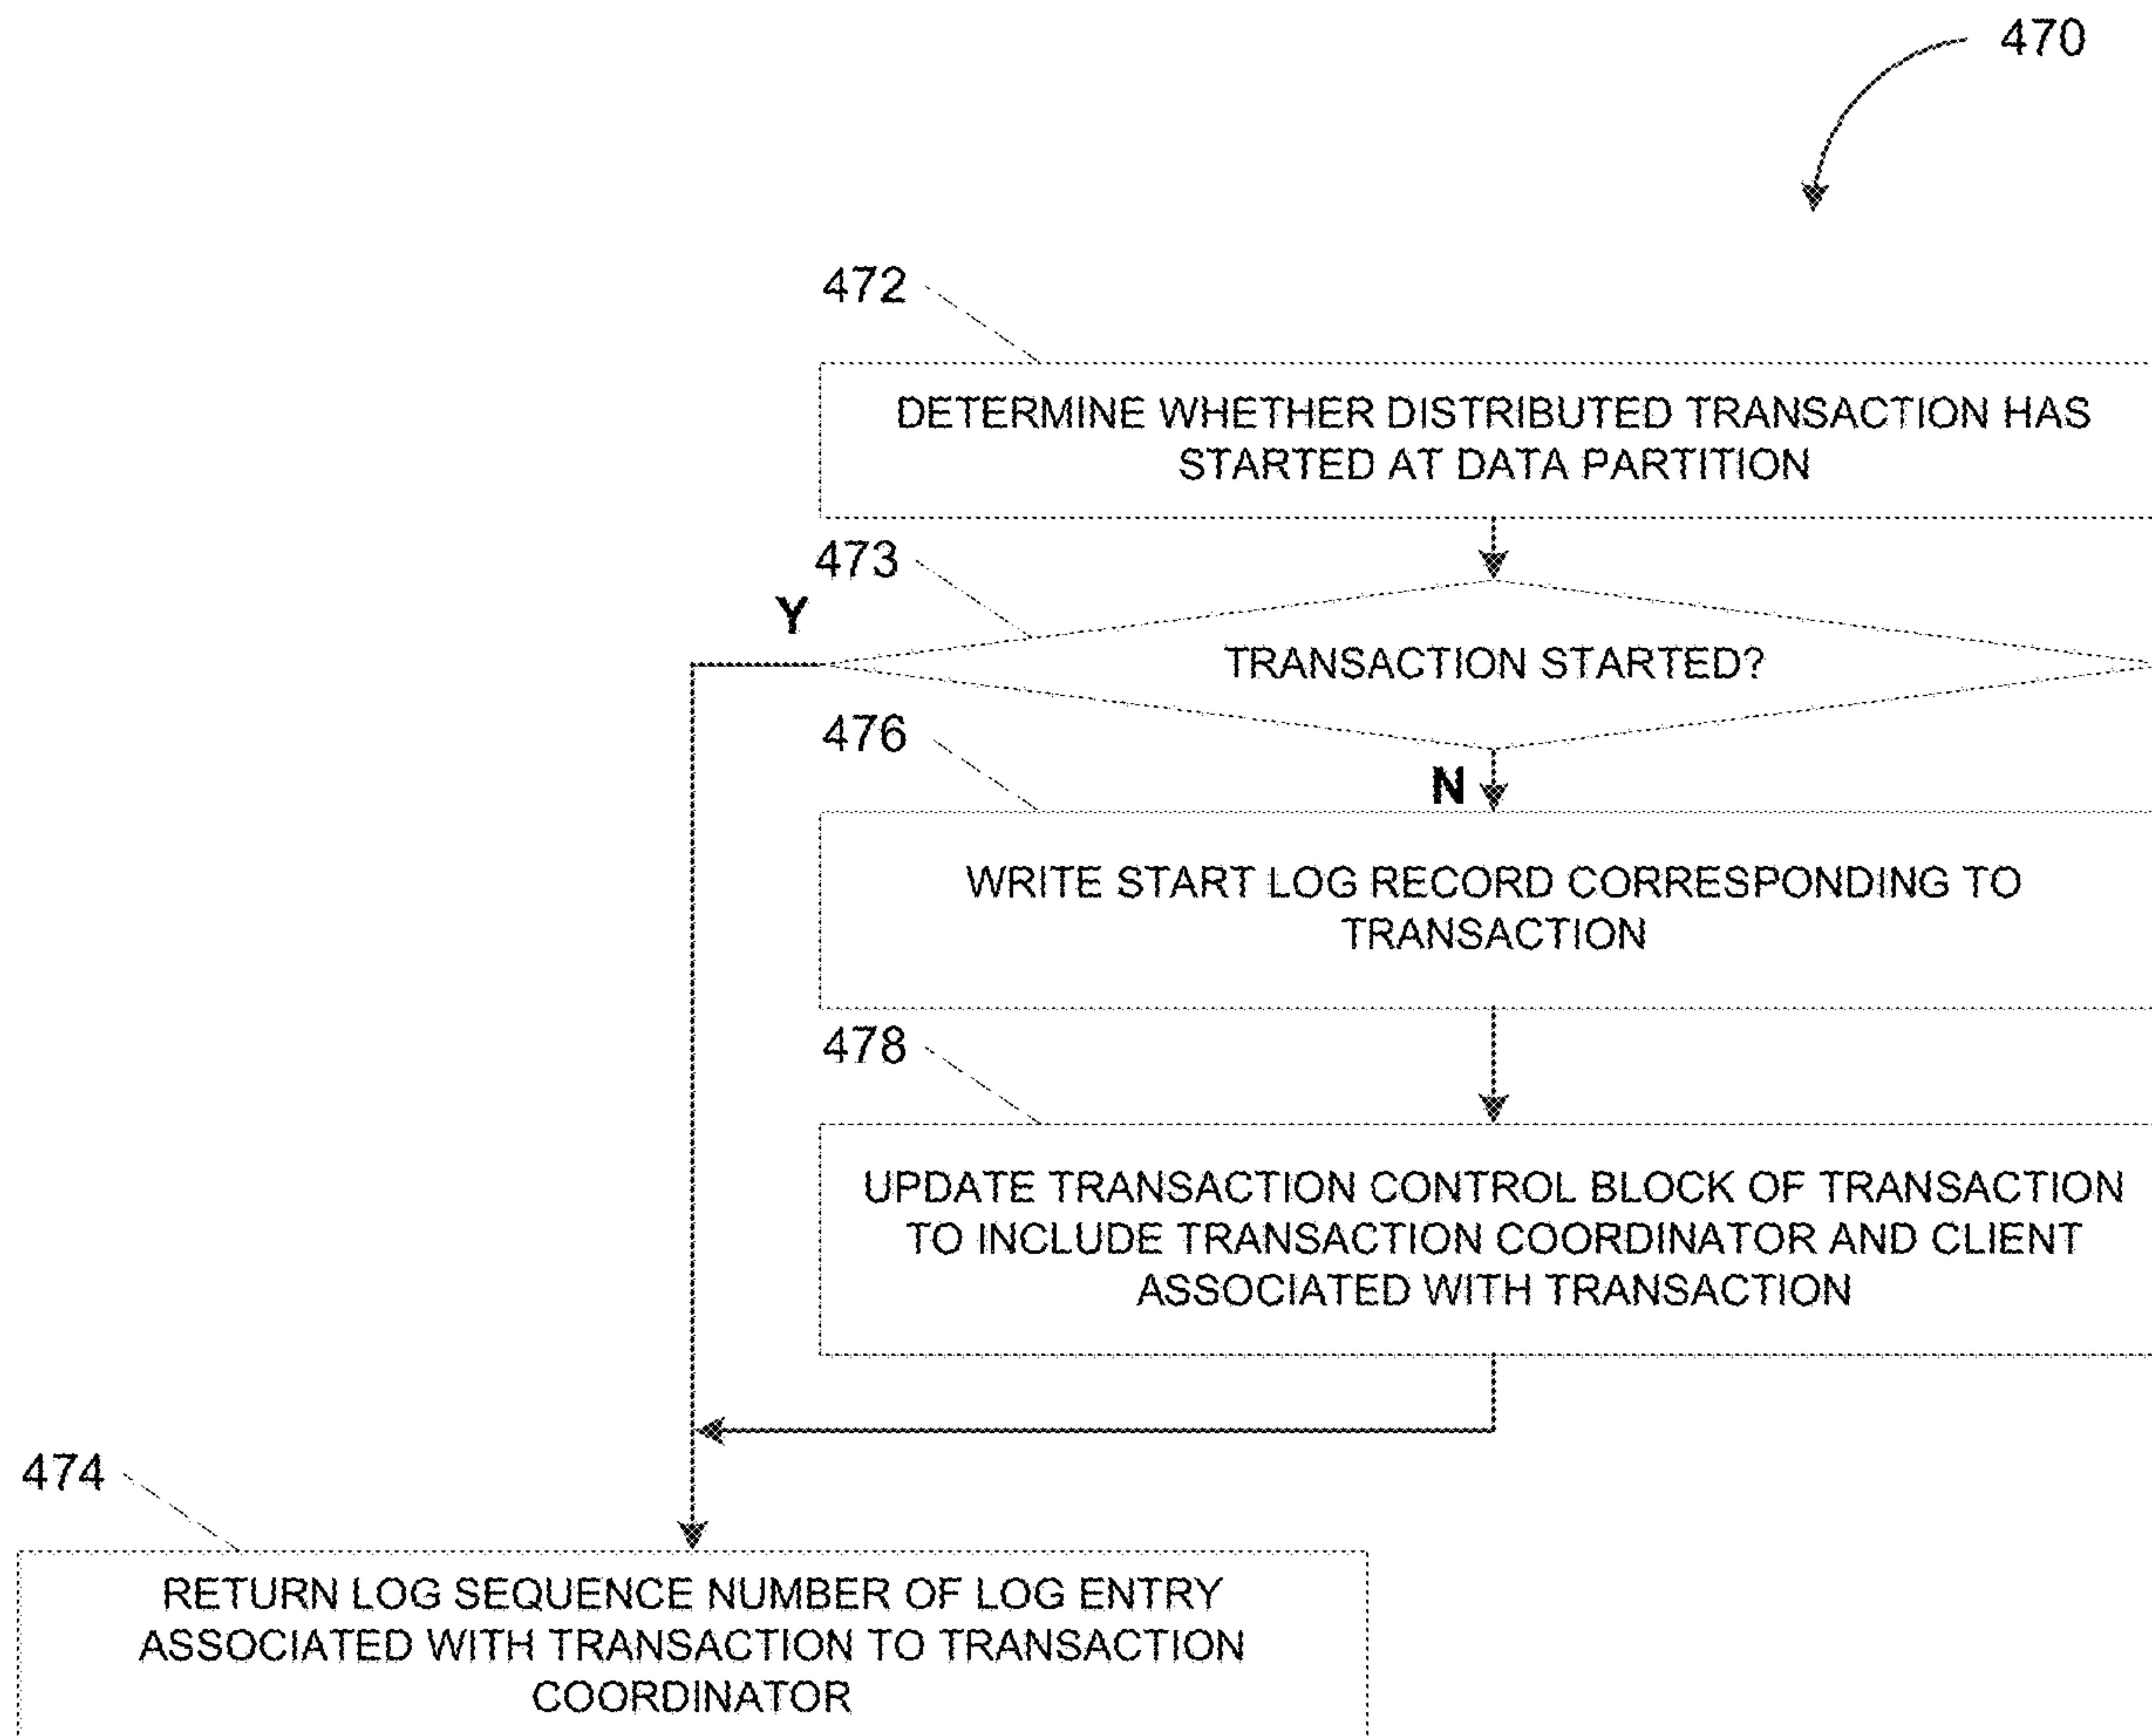 470
472
DETERMINE WHETHER DISTRIBUTED TRANSACTION HAS
STARTED AT DATA PARTITION
473
Y
TRANSACTION STARTED?
476
N
WRITE START LOG RECORD CORRESPONDING TO
TRANSACTION
478
UPDATE TRANSACTION CONTROL BLOCK OF TRANSACTION
TO INCLUDE TRANSACTION COORDINATOR AND CLIENT
ASSOCIATED WITH TRANSACTION
474
RETURN LOG SEQUENCE NUMBER OF LOG ENTRY
ASSOCIATED WITH TRANSACTION TO TRANSACTION
COORDINATOR